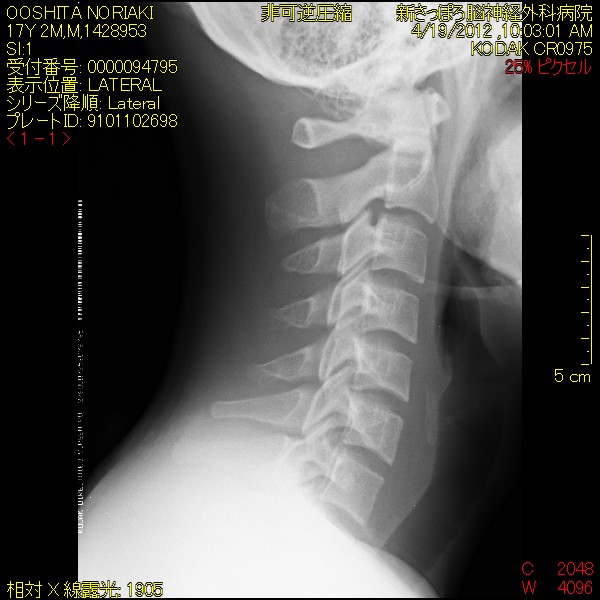 OOSHITA NORIAKI
17Y 2M,M,1428953
SI:1
受付番号: 0000094795
表示位置: LATERAL
シリーズ降順: Lateral
プレートID: 9101102698
<1-1>
非可逆圧縮
新さっぽろ脳神経外科病院
4/19/2012 ,10:03:01 AM
KODAK CR0975
25% ピクセル
5 cm
相対X線露光: 1905
C 2048
W 4096